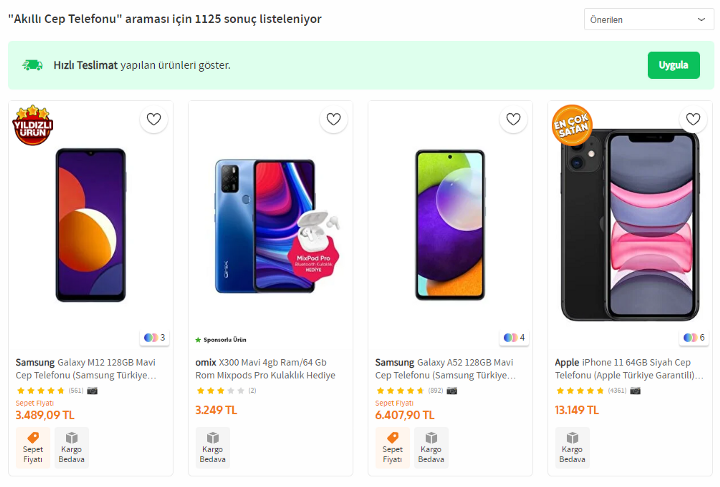 "Akıllı Cep Telefonu" araması için 1125 sonuç listeleniyor
Önerilen
Hızlı Teslimat yapılan ürünleri göster.
Uygula
YILDIZLI
ÜRÜN
3
Samsung Galaxy M12 128GB Mavi
Cep Telefonu (Samsung Türkiye...
(561)
Sepet Fiyatı
3.489,09 TL
Sepet
Fiyatı
Kargo
Bedava
omix
MixPod Pro
Bluetooth Kulaklık
HEDİYE
Sponsorlu Ürün
omix X300 Mavi 4gb Ram/64 Gb
Rom Mixpods Pro Kulaklık Hediye
(2)
3.249 TL
Kargo
Bedava
4
Samsung Galaxy A52 128GB Mavi
Cep Telefonu (Samsung Türkiye...
(892)
Sepet Fiyatı
6.407,90 TL
Sepet
Fiyatı
Kargo
Bedava
EN ÇOK
SATAN
6
Apple iPhone 11 64GB Siyah Cep
Telefonu (Apple Türkiye Garantili)...
(4361)
13.149 TL
Kargo
Bedava